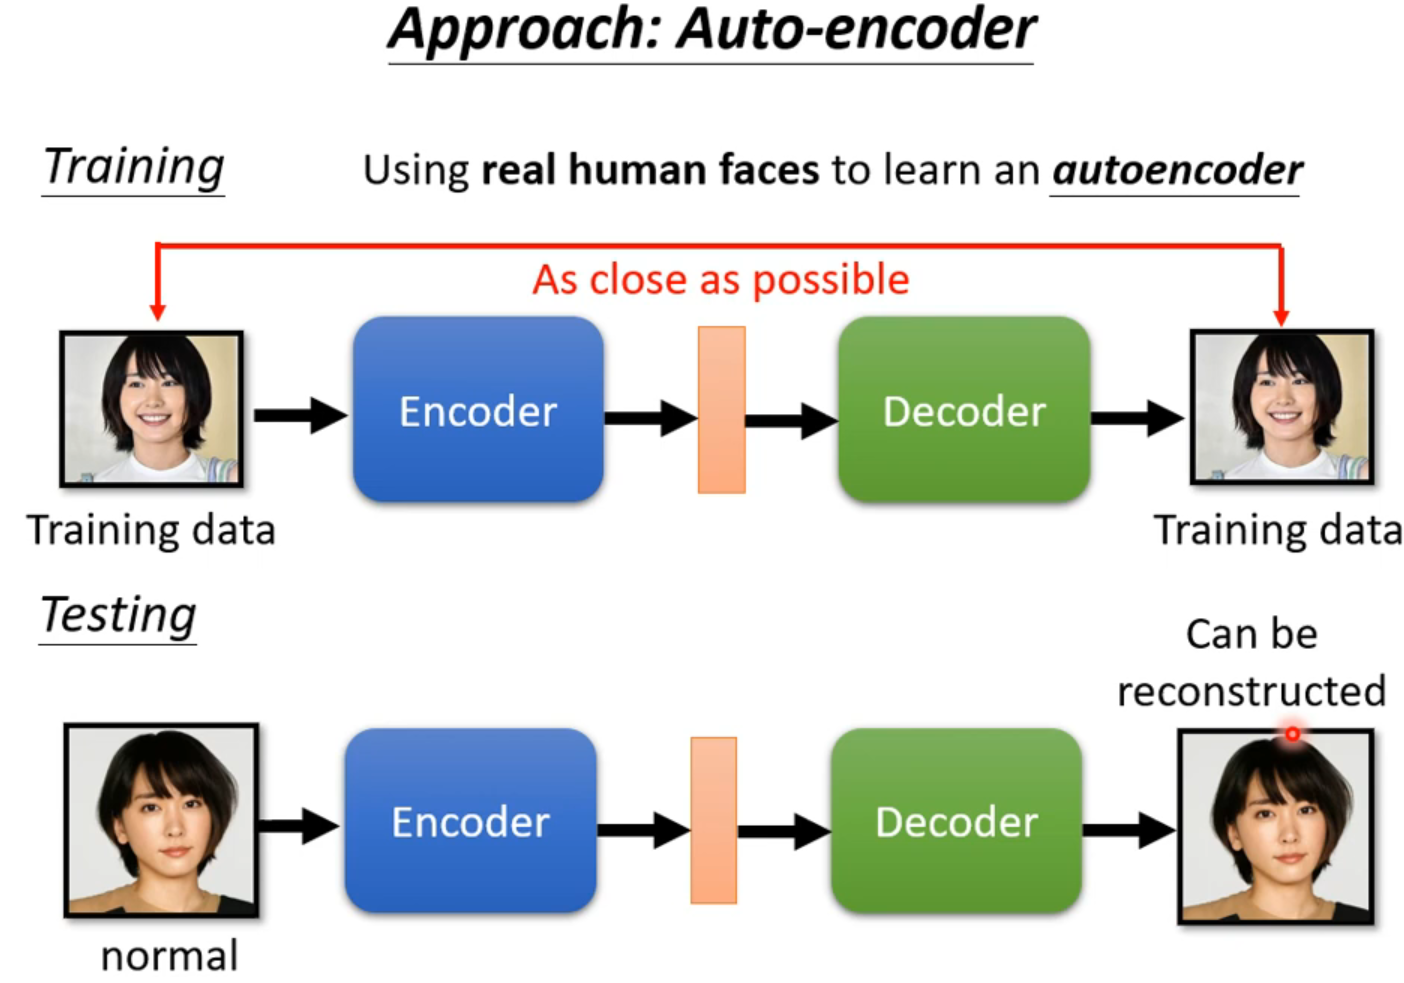 Approach: Auto-encoder
Training
Using real human faces to learn an autoencoder
As close as possible
Encoder
Decoder
Training data
Training data
Testing
Can be
reconstructed
Encoder
Decoder
normal